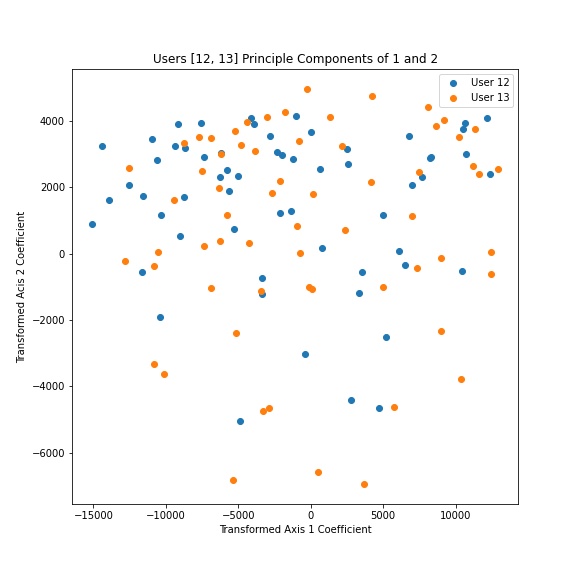 Users [12, 13] Principle Components of 1 and 2
User 12
User 13
Transformed Acis 2 Coefficient
4000
2000
0
−2000
−4000
−6000
−15000 −10000 −5000 0 5000 10000
Transformed Axis 1 Coefficient